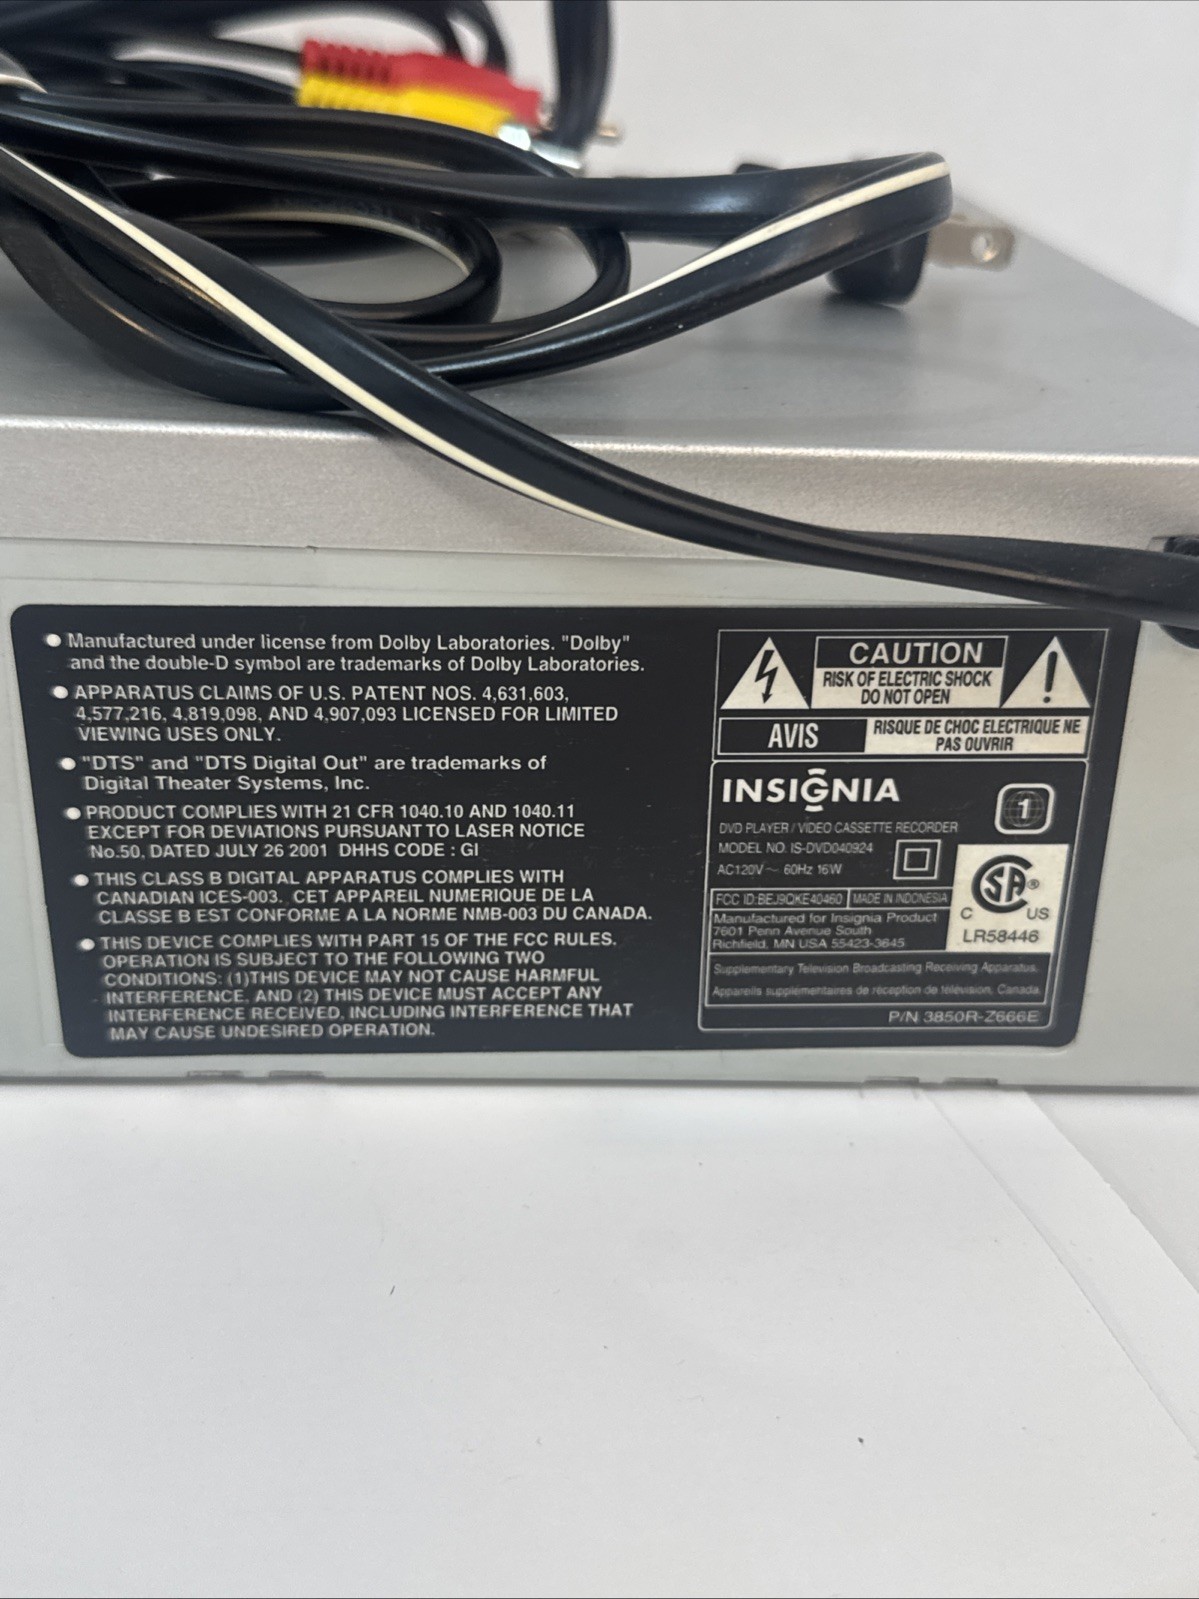 ● Manufactured under license from Dolby Laboratories. "Dolby"
and the double-D symbol are trademarks of Dolby Laboratories.
● APPARATUS CLAIMS OF U.S. PATENT NOS. 4,631,603,
4,577,216, 4,819,098, AND 4,907,093 LICENSED FOR LIMITED
VIEWING USES ONLY.
● "DTS" and "DTS Digital Out" are trademarks of
Digital Theater Systems, Inc.
● PRODUCT COMPLIES WITH 21 CFR 1040.10 AND 1040.11
EXCEPT FOR DEVIATIONS PURSUANT TO LASER NOTICE
No.50, DATED JULY 26 2001 DHHS CODE : GI
● THIS CLASS B DIGITAL APPARATUS COMPLIES WITH
CANADIAN ICES-003. CET APPAREIL NUMERIQUE DE LA
CLASSE B EST CONFORME A LA NORME NMB-003 DU CANADA.
● THIS DEVICE COMPLIES WITH PART 15 OF THE FCC RULES.
OPERATION IS SUBJECT TO THE FOLLOWING TWO
CONDITIONS: (1)THIS DEVICE MAY NOT CAUSE HARMFUL
INTERFERENCE, AND (2) THIS DEVICE MUST ACCEPT ANY
INTERFERENCE RECEIVED, INCLUDING INTERFERENCE THAT
MAY CAUSE UNDESIRED OPERATION.
CAUTION
RISK OF ELECTRIC SHOCK
DO NOT OPEN
AVIS
RISQUE DE CHOC ELECTRIQUE NE
PAS OUVRIR
INSIGNIA
1
DVD PLAYER / VIDEO CASSETTE RECORDER
MODEL NO. IS-DVD040924
AC120V~ 60Hz 16W
FCC ID:BEJ9QKE40460 MADE IN INDONESIA
Manufactured for Insignia Product
7601 Penn Avenue South
Richfield, MN USA 55423-3645
SA ®
C US
LR58446
Supplementary Television Broadcasting Receiving Apparatus.
Appareils supplémentaires de réception de télévision, Canada.
P/N 3850R-Z666E